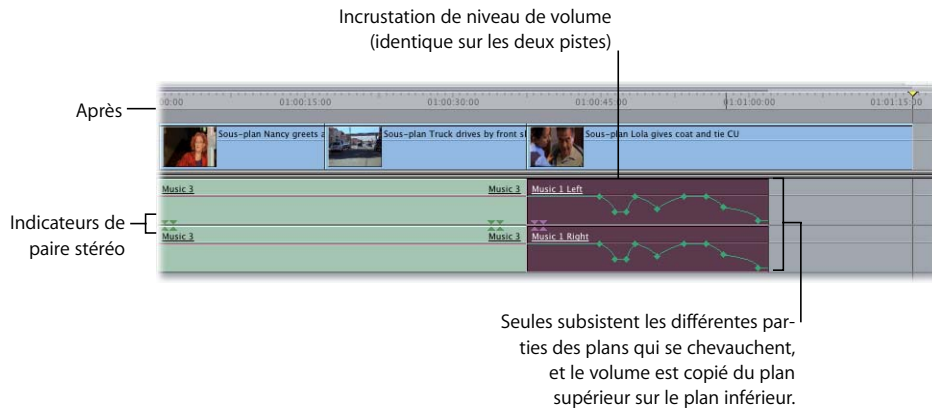 Incrustation de niveau de volume
(identique sur les deux pistes)
Après
00:00
01:00:15:00
01:00:30:00
01:00:45:00
01:01:00:00
01:01:15:00
Sous-plan Nancy greets a
Sous-plan Truck drives by front sl
Sous-plan Lola gives coat and tie CU
Music 3
Music 3
Music 1 Left
Indicateurs de
paire stéréo
Music 3
Music 3
Music 1 Right
Seules subsistent les différentes par-
ties des plans qui se chevauchent,
et le volume est copié du plan
supérieur sur le plan inférieur.